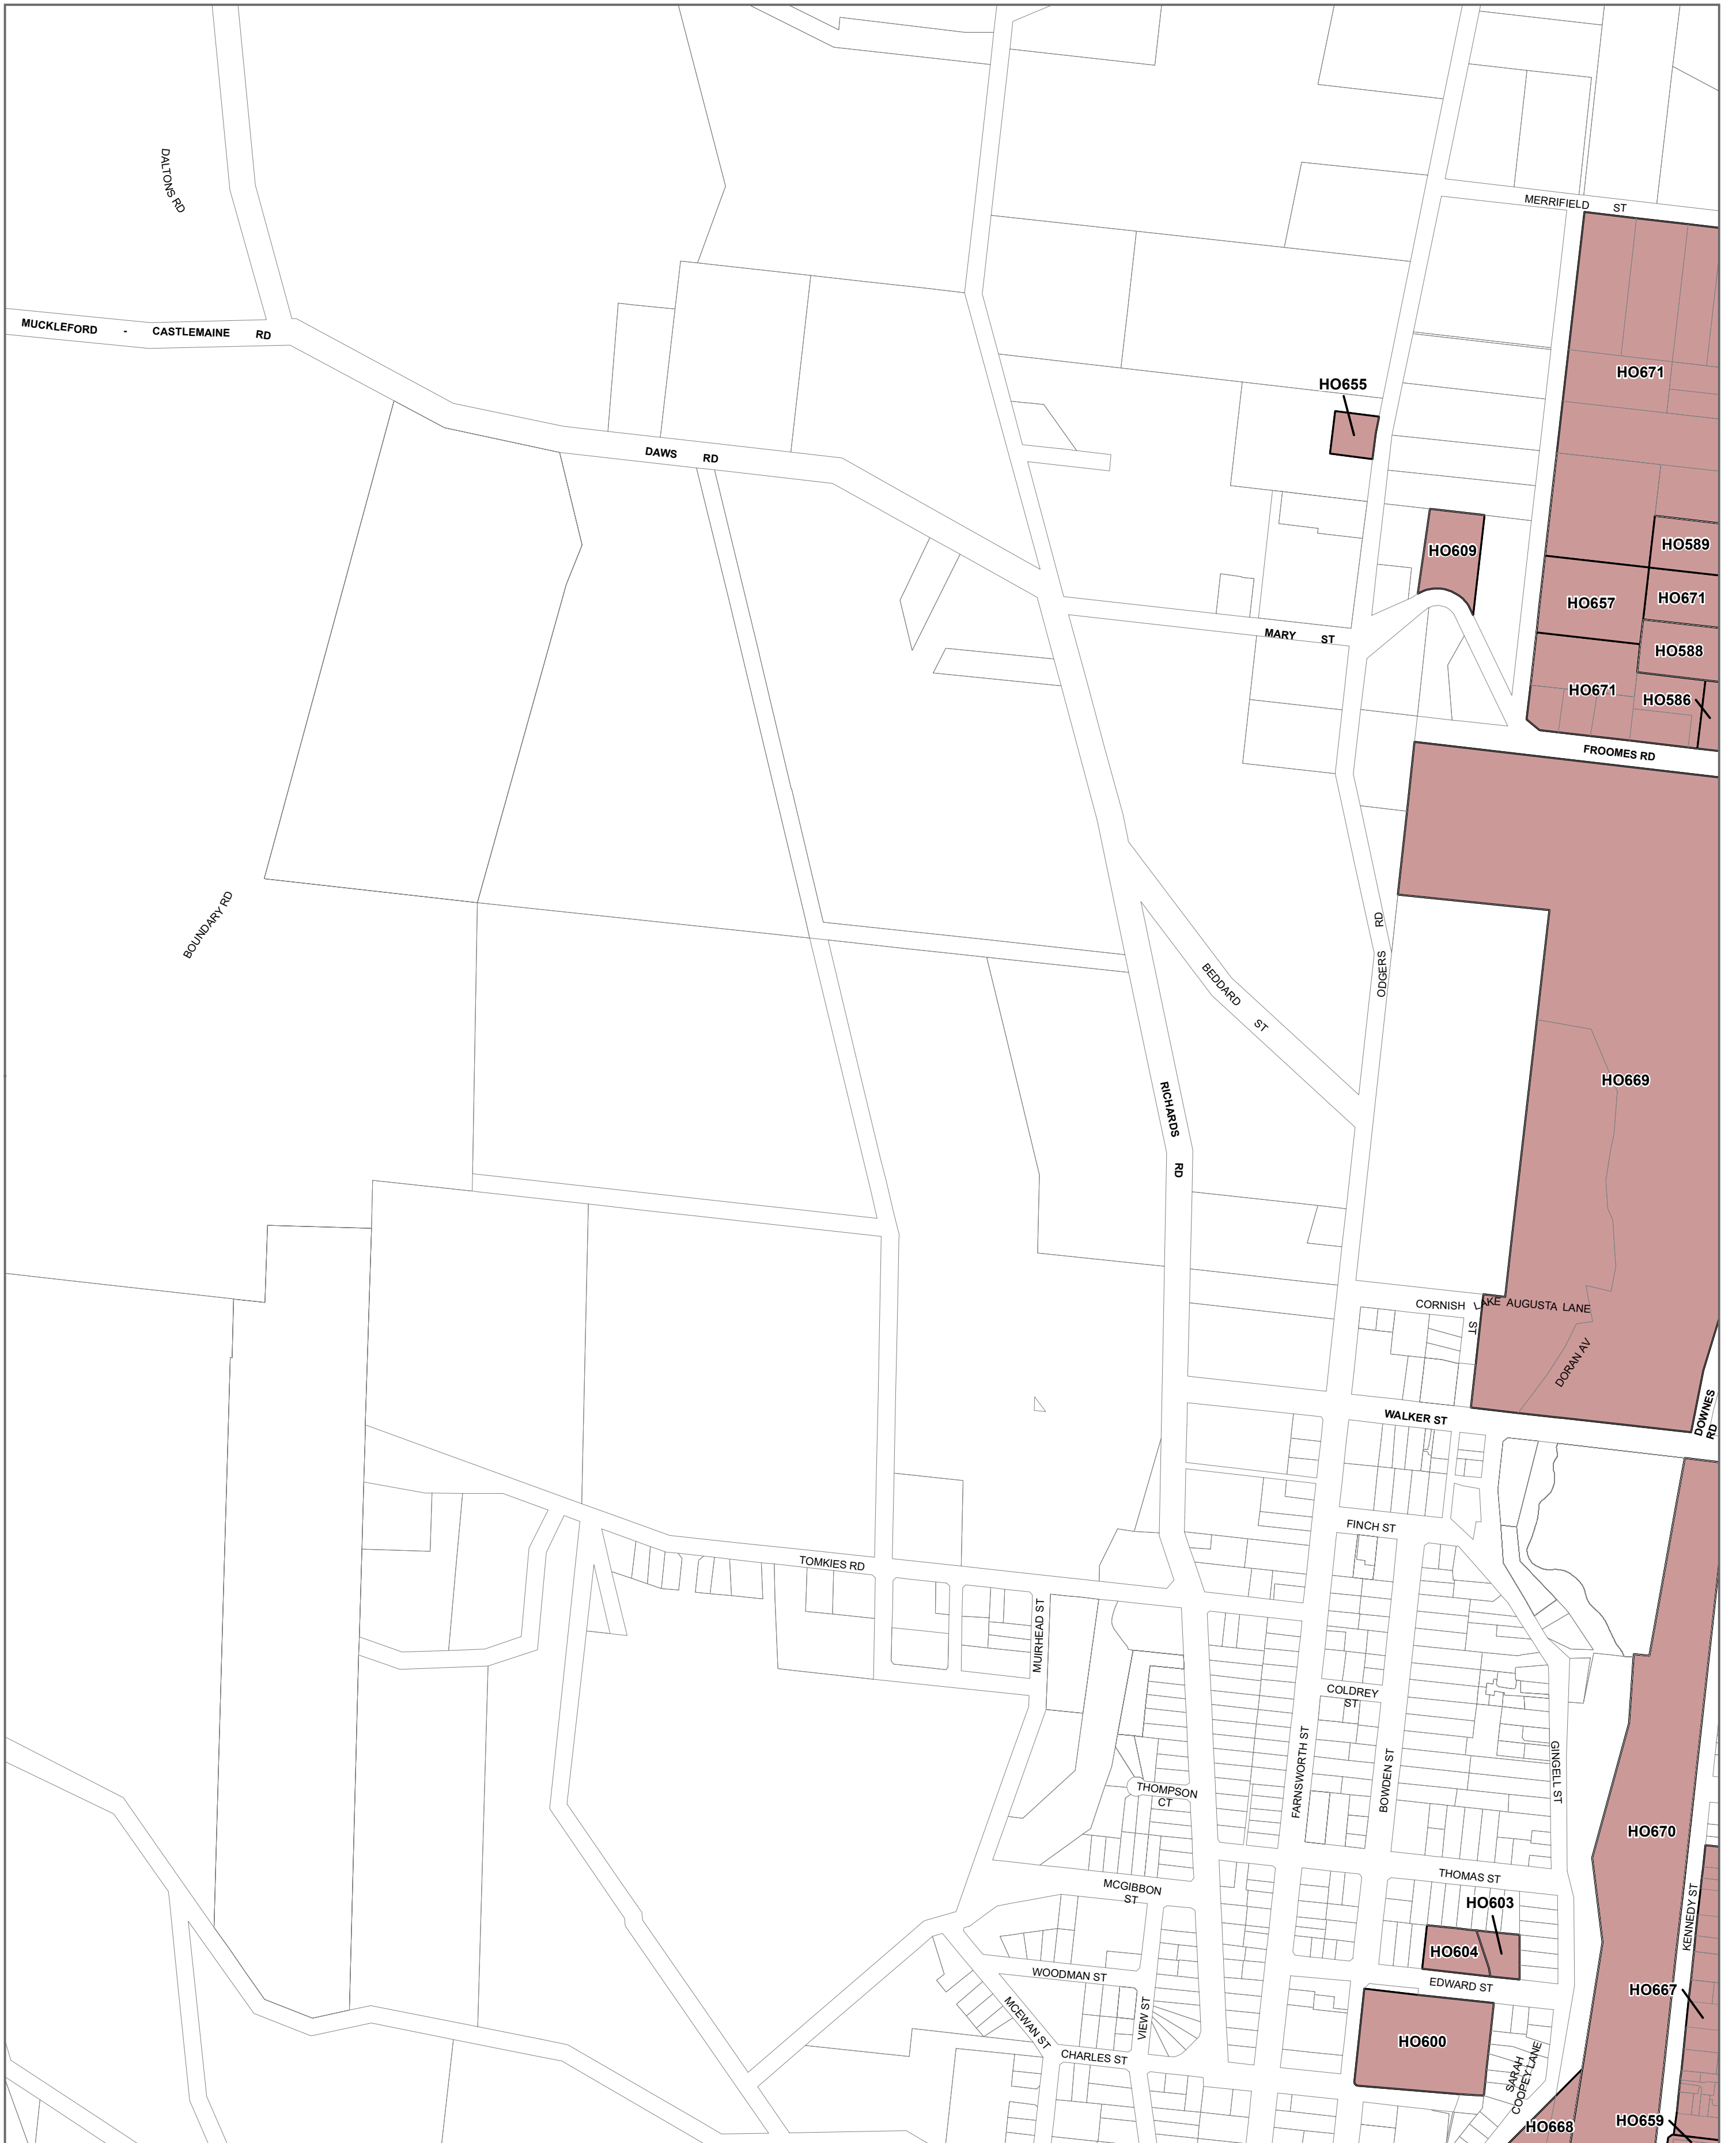 DALTONS RD
MERRIFIELD ST
MUCKLEFORD - CASTLEMAINE RD
HO671
HO655
DAWS RD
HO589
HO609
HO671
HO657
MARY ST
HO588
HO671
HO586
FROOMES RD
BOUNDARY RD
ODGERS RD
BEDDARD ST
HO669
RICHARDS RD
CORNISH ST
LAKE AUGUSTA LANE
DORAN AV
DOWNES
RD
WALKER ST
FINCH ST
TOMKIES RD
MUIRHEAD ST
COLDREY
ST
FARNSWORTH ST
BOWDEN ST
GINGELL ST
THOMPSON
CT
HO670
THOMAS ST
MCGIBBON
ST
HO603
KENNEDY ST
HO604
WOODMAN ST
EDWARD ST
HO667
MCEWAN ST
VIEW ST
HO600
CHARLES ST
SARAH
COOPEY LANE
HO659
HO668